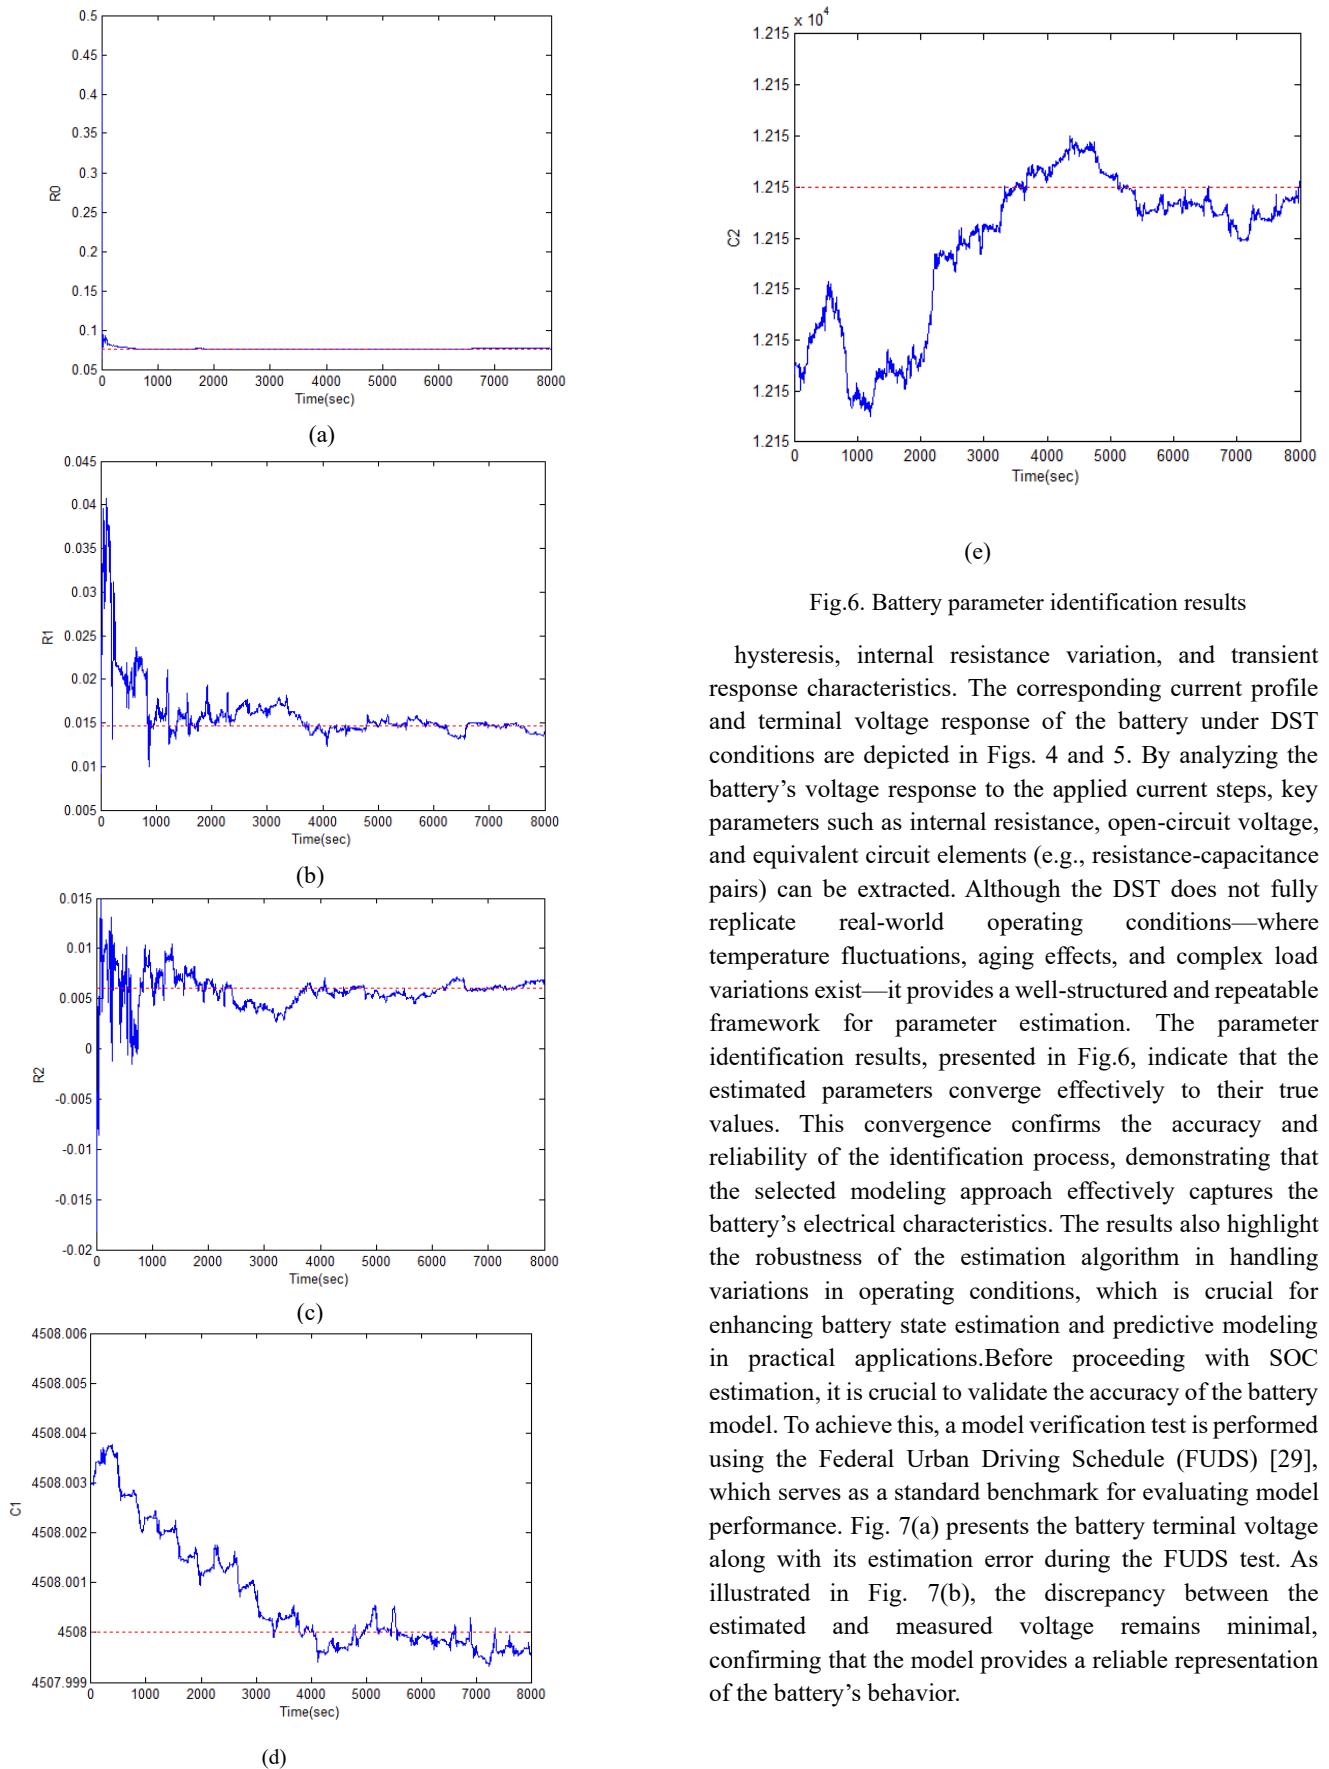 0.5
0.45
0.4
0.35
0.3
0.25
0.2
0.15
0.1
0.05
R0
0 1000 2000 3000 4000 5000 6000 7000 8000
Time(sec)
(a)
0.045
0.04
0.035
0.03
0.025
0.02
0.015
0.01
0.005
R1
0 1000 2000 3000 4000 5000 6000 7000 8000
Time(sec)
(b)
0.015
0.01
0.005
0
-0.005
-0.01
-0.015
-0.02
R2
0 1000 2000 3000 4000 5000 6000 7000 8000
Time(sec)
(c)
4508.006
4508.005
4508.004
4508.003
4508.002
4508.001
4508
4507.999
C1
0 1000 2000 3000 4000 5000 6000 7000 8000
Time(sec)
(d)
1.215 x 10^4
1.215
1.215
1.215
1.215
1.215
1.215
1.215
1.215
C2
0 1000 2000 3000 4000 5000 6000 7000 8000
Time(sec)
(e)
Fig.6. Battery parameter identification results
hysteresis, internal resistance variation, and transient
response characteristics. The corresponding current profile
and terminal voltage response of the battery under DST
conditions are depicted in Figs. 4 and 5. By analyzing the
battery’s voltage response to the applied current steps, key
parameters such as internal resistance, open-circuit voltage,
and equivalent circuit elements (e.g., resistance-capacitance
pairs) can be extracted. Although the DST does not fully
replicate real-world operating conditions—where
temperature fluctuations, aging effects, and complex load
variations exist—it provides a well-structured and repeatable
framework for parameter estimation. The parameter
identification results, presented in Fig.6, indicate that the
estimated parameters converge effectively to their true
values. This convergence confirms the accuracy and
reliability of the identification process, demonstrating that
the selected modeling approach effectively captures the
battery’s electrical characteristics. The results also highlight
the robustness of the estimation algorithm in handling
variations in operating conditions, which is crucial for
enhancing battery state estimation and predictive modeling
in practical applications.Before proceeding with SOC
estimation, it is crucial to validate the accuracy of the battery
model. To achieve this, a model verification test is performed
using the Federal Urban Driving Schedule (FUDS) [29],
which serves as a standard benchmark for evaluating model
performance. Fig. 7(a) presents the battery terminal voltage
along with its estimation error during the FUDS test. As
illustrated in Fig. 7(b), the discrepancy between the
estimated and measured voltage remains minimal,
confirming that the model provides a reliable representation
of the battery’s behavior.